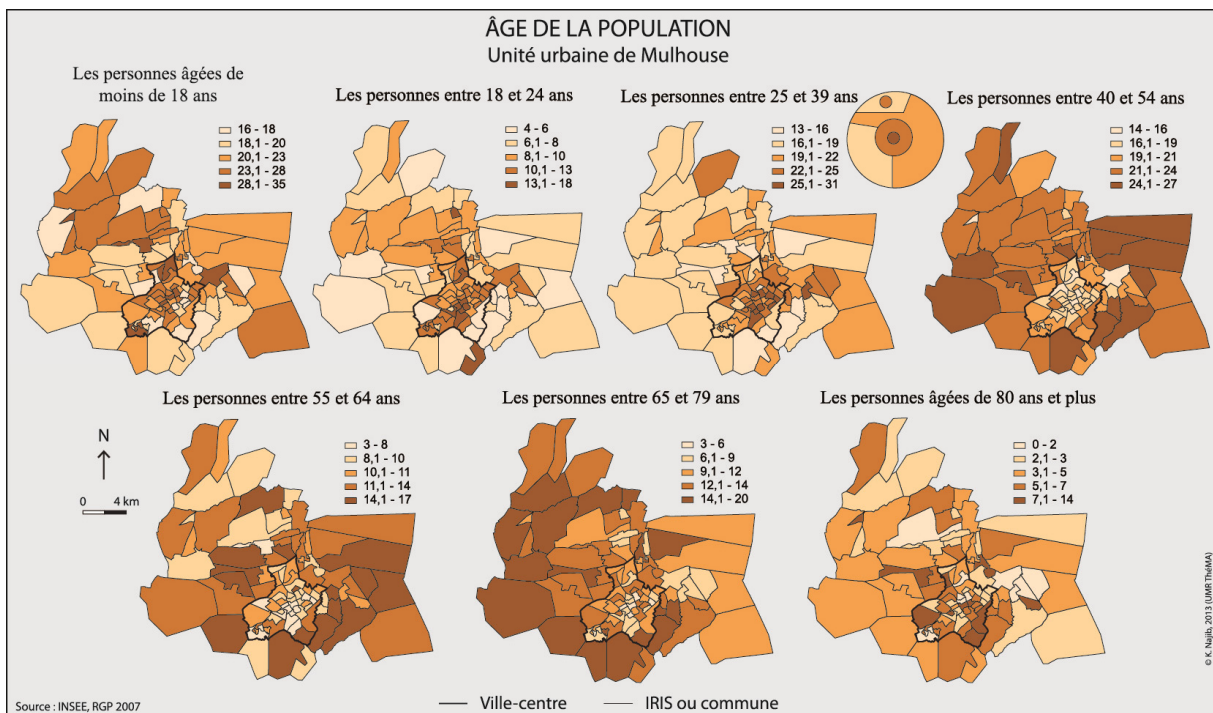 ÂGE DE LA POPULATION
Unité urbaine de Mulhouse
Les personnes âgées de
moins de 18 ans
16 - 18
18,1 - 20
20,1 - 23
23,1 - 28
28,1 - 35
Les personnes entre 18 et 24 ans
4 - 6
6,1 - 8
8,1 - 10
10,1 - 13
13,1 - 18
Les personnes entre 25 et 39 ans
13 - 16
16,1 - 19
19,1 - 22
22,1 - 25
25,1 - 31
Les personnes entre 40 et 54 ans
14 - 16
16,1 - 19
19,1 - 21
21,1 - 24
24,1 - 27
Les personnes entre 55 et 64 ans
3 - 8
8,1 - 10
10,1 - 11
11,1 - 14
14,1 - 17
Les personnes entre 65 et 79 ans
3 - 6
6,1 - 9
9,1 - 12
12,1 - 14
14,1 - 20
Les personnes âgées de 80 ans et plus
0 - 2
2,1 - 3
3,1 - 5
5,1 - 7
7,1 - 14
N
0 4 km
Source : INSEE, RGP 2007
Ville-centre
IRIS ou commune
© K. Najib, 2013 (UMR ThéMA)